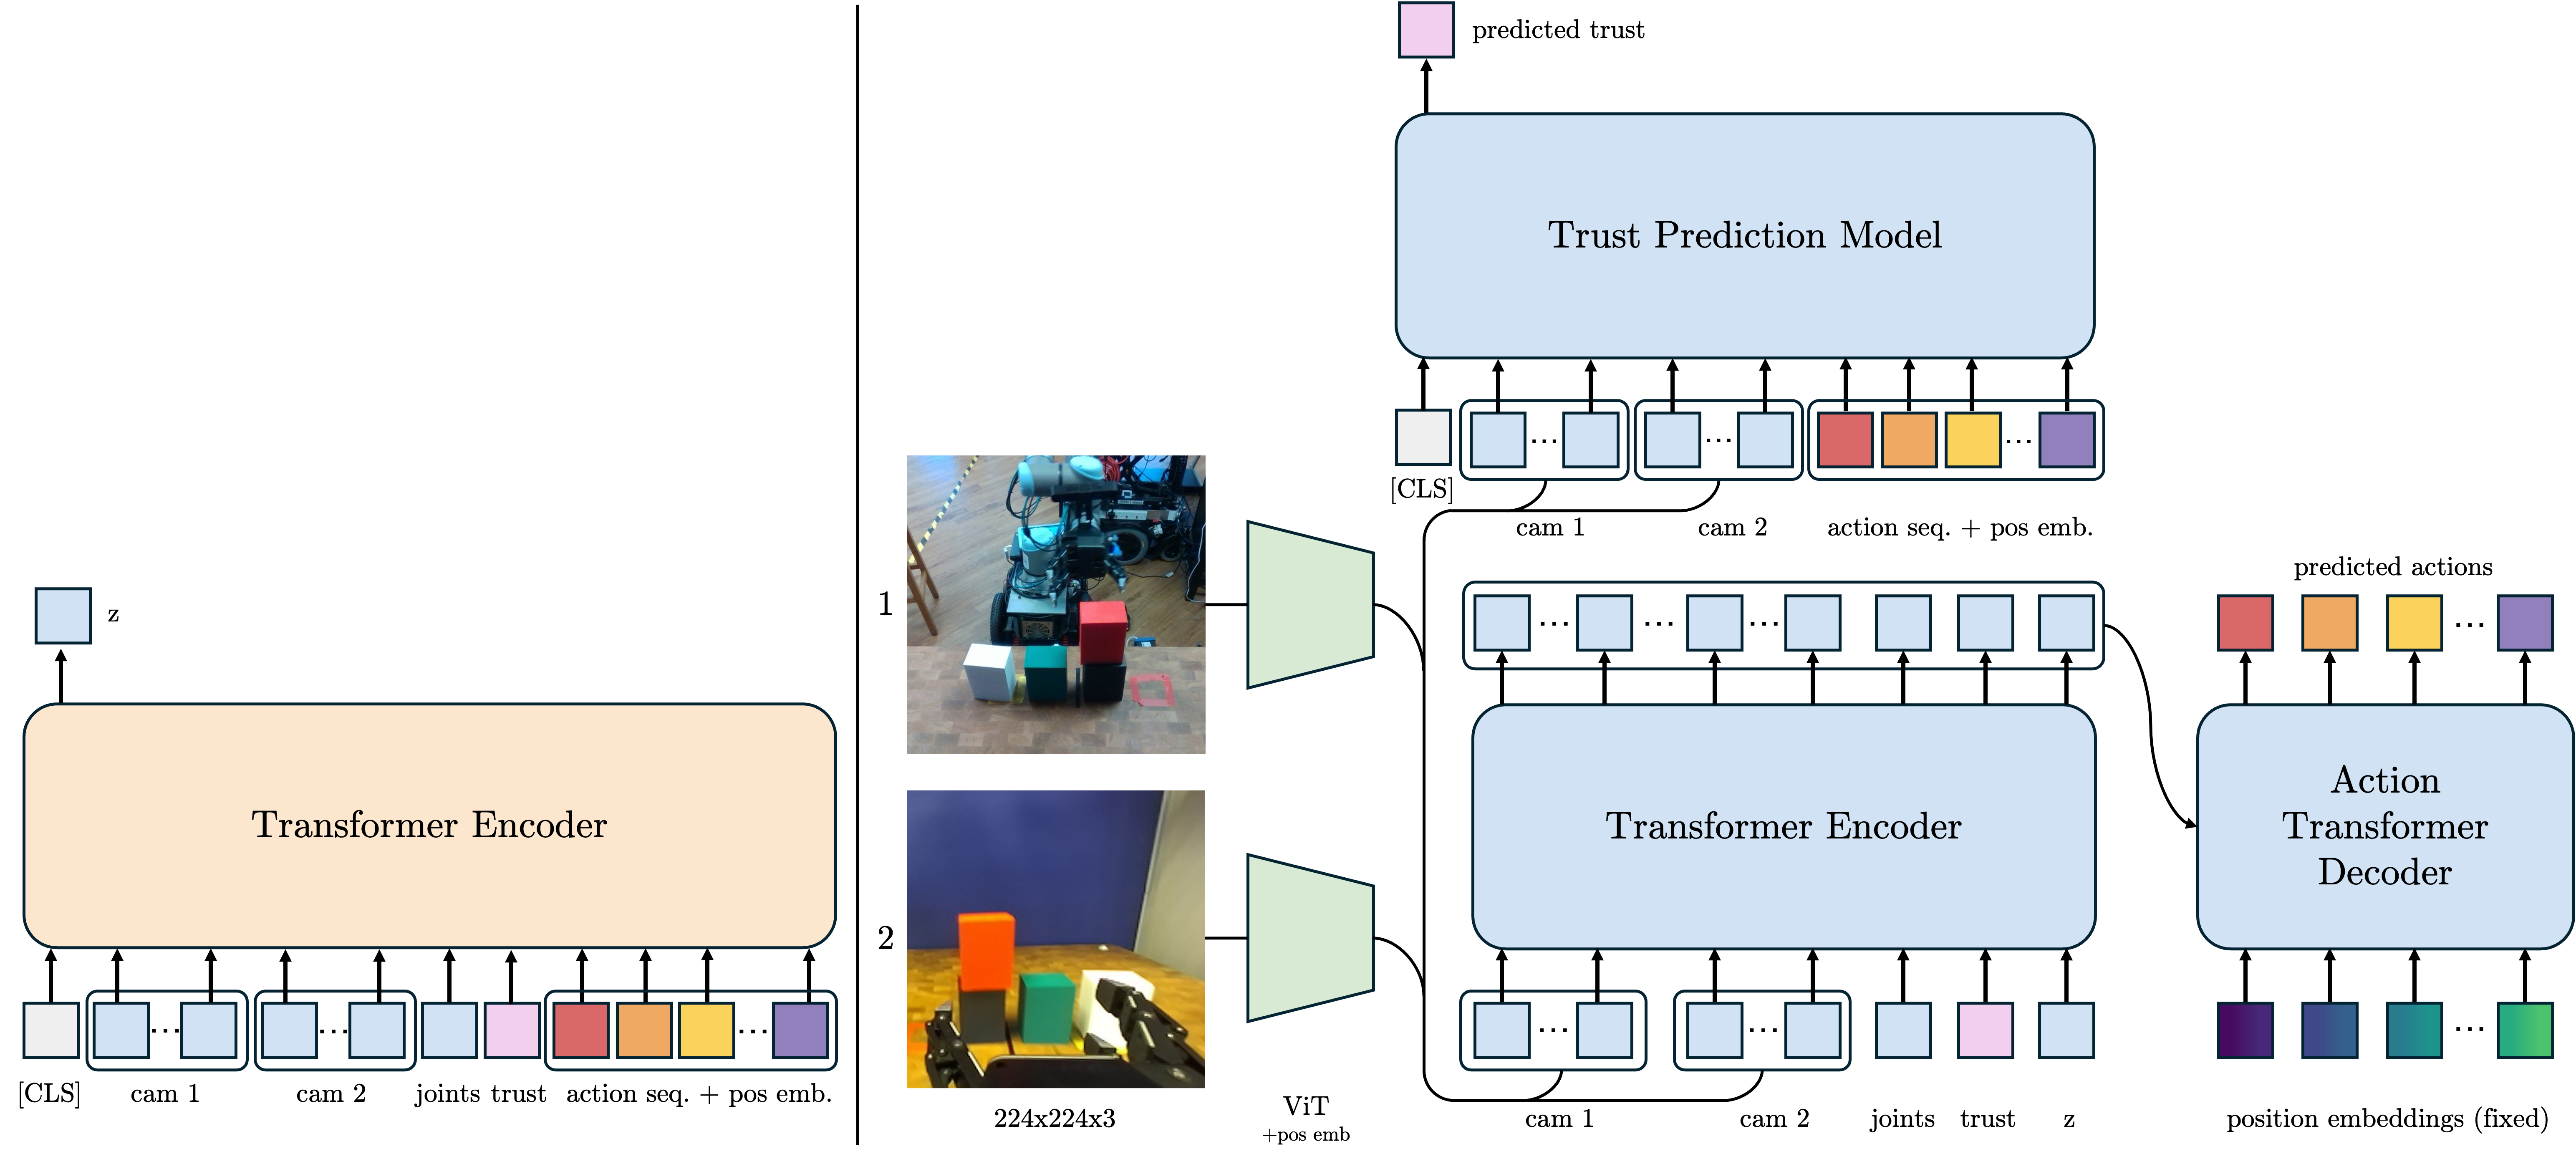 z
Transformer Encoder
[CLS]
cam 1
...
cam 2
...
joints
trust
action seq. + pos emb.
...
1
2
224x224x3
ViT
+pos emb
predicted trust
Trust Prediction Model
...
...
...
[CLS]
cam 1
cam 2
action seq. + pos emb.
...
...
...
Transformer Encoder
...
...
cam 1
cam 2
joints
trust
z
predicted actions
...
Action
Transformer
Decoder
...
position embeddings (fixed)